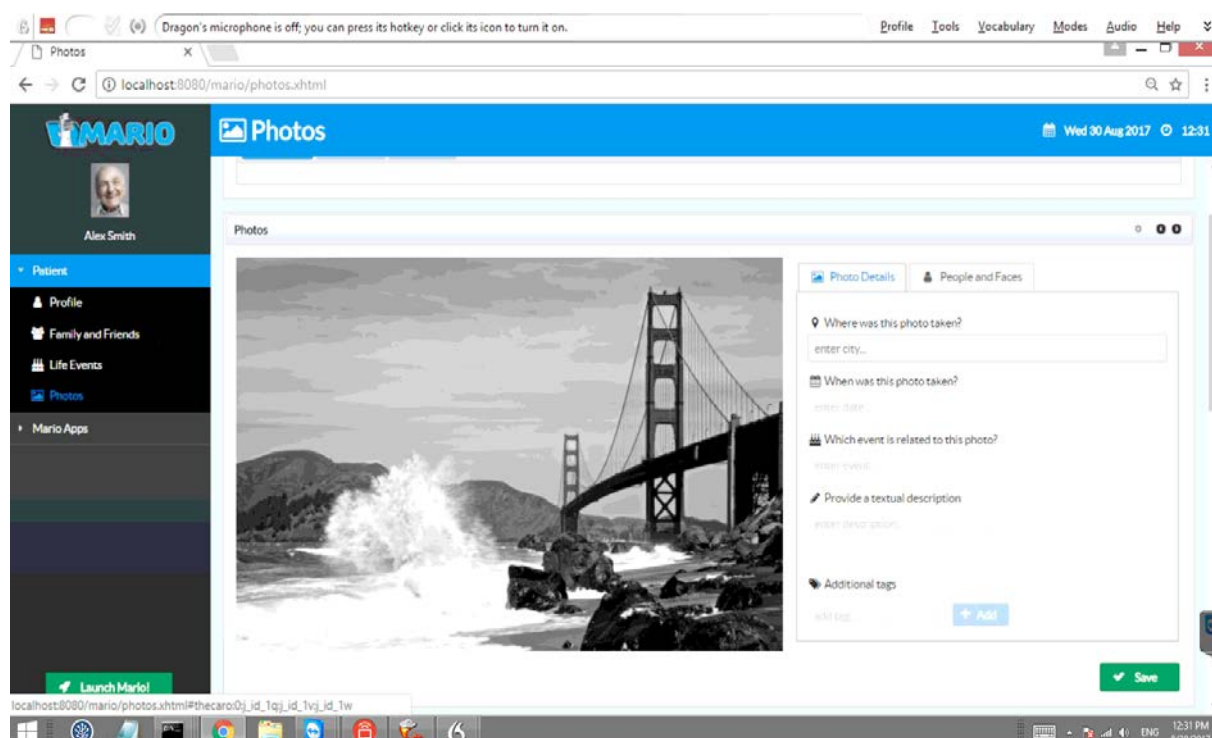 Dragon's microphone is off; you can press its hotkey or click its icon to turn it on.
Profile Tools Vocabulary Modes Audio Help
Photos
localhost:8080/mario/photos.xhtml
MARIO
Photos
Wed 30 Aug 2017 12:31
Alex Smith
Patient
Profile
Family and Friends
Life Events
Photos
Mario Apps
Launch Mario!
Photos
Photo Details
People and Faces
Where was this photo taken?
enter city...
When was this photo taken?
enter date
Which event is related to this photo?
enter event
Provide a textual description
enter description
Additional tags
add tag
+ Add
Save
localhost:8080/mario/photos.xhtml#thecaro:0:j_id_1q:j_id_1v:j_id_1w
ENG
12:31 PM